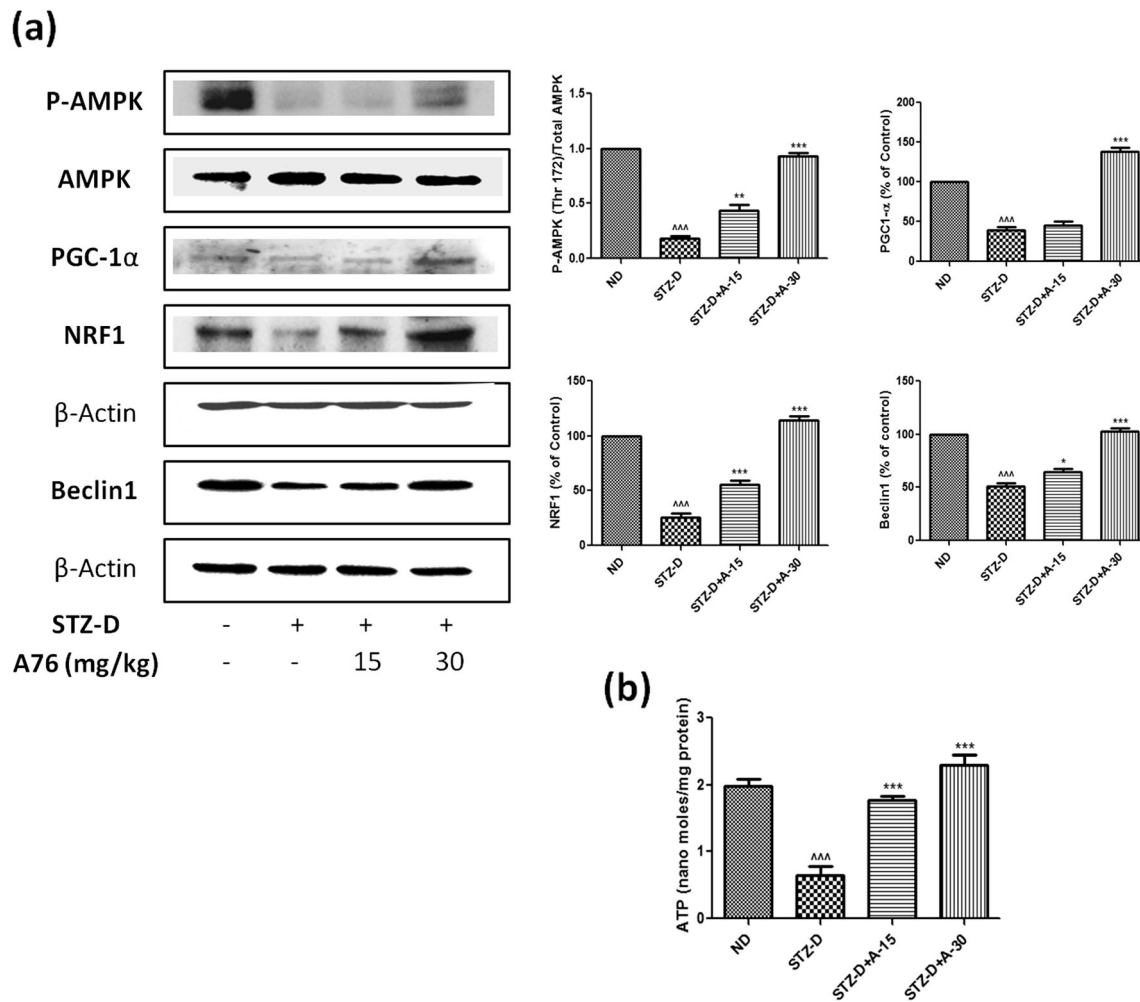 (a)
P-AMPK
AMPK
PGC-1α
NRF1
β-Actin
Beclin1
β-Actin
STZ-D - + + +
A76 (mg/kg) - - 15 30
P-AMPK (Thr 172)/Total AMPK
1.5
1.0
0.5
0.0
^^^
**
***
ND
STZ-D
STZ-D+A-15
STZ-D+A-30
PGC1-α (% of Control)
200
150
100
50
0
^^^
***
ND
STZ-D
STZ-D+A-15
STZ-D+A-30
NRF1 (% of Control)
150
100
50
0
^^^
***
***
ND
STZ-D
STZ-D+A-15
STZ-D+A-30
Beclin1 (% of control)
150
100
50
0
^^^
*
***
ND
STZ-D
STZ-D+A-15
STZ-D+A-30
(b)
ATP (nano moles/mg protein)
3
2
1
0
^^^
***
***
ND
STZ-D
STZ-D+A-15
STZ-D+A-30